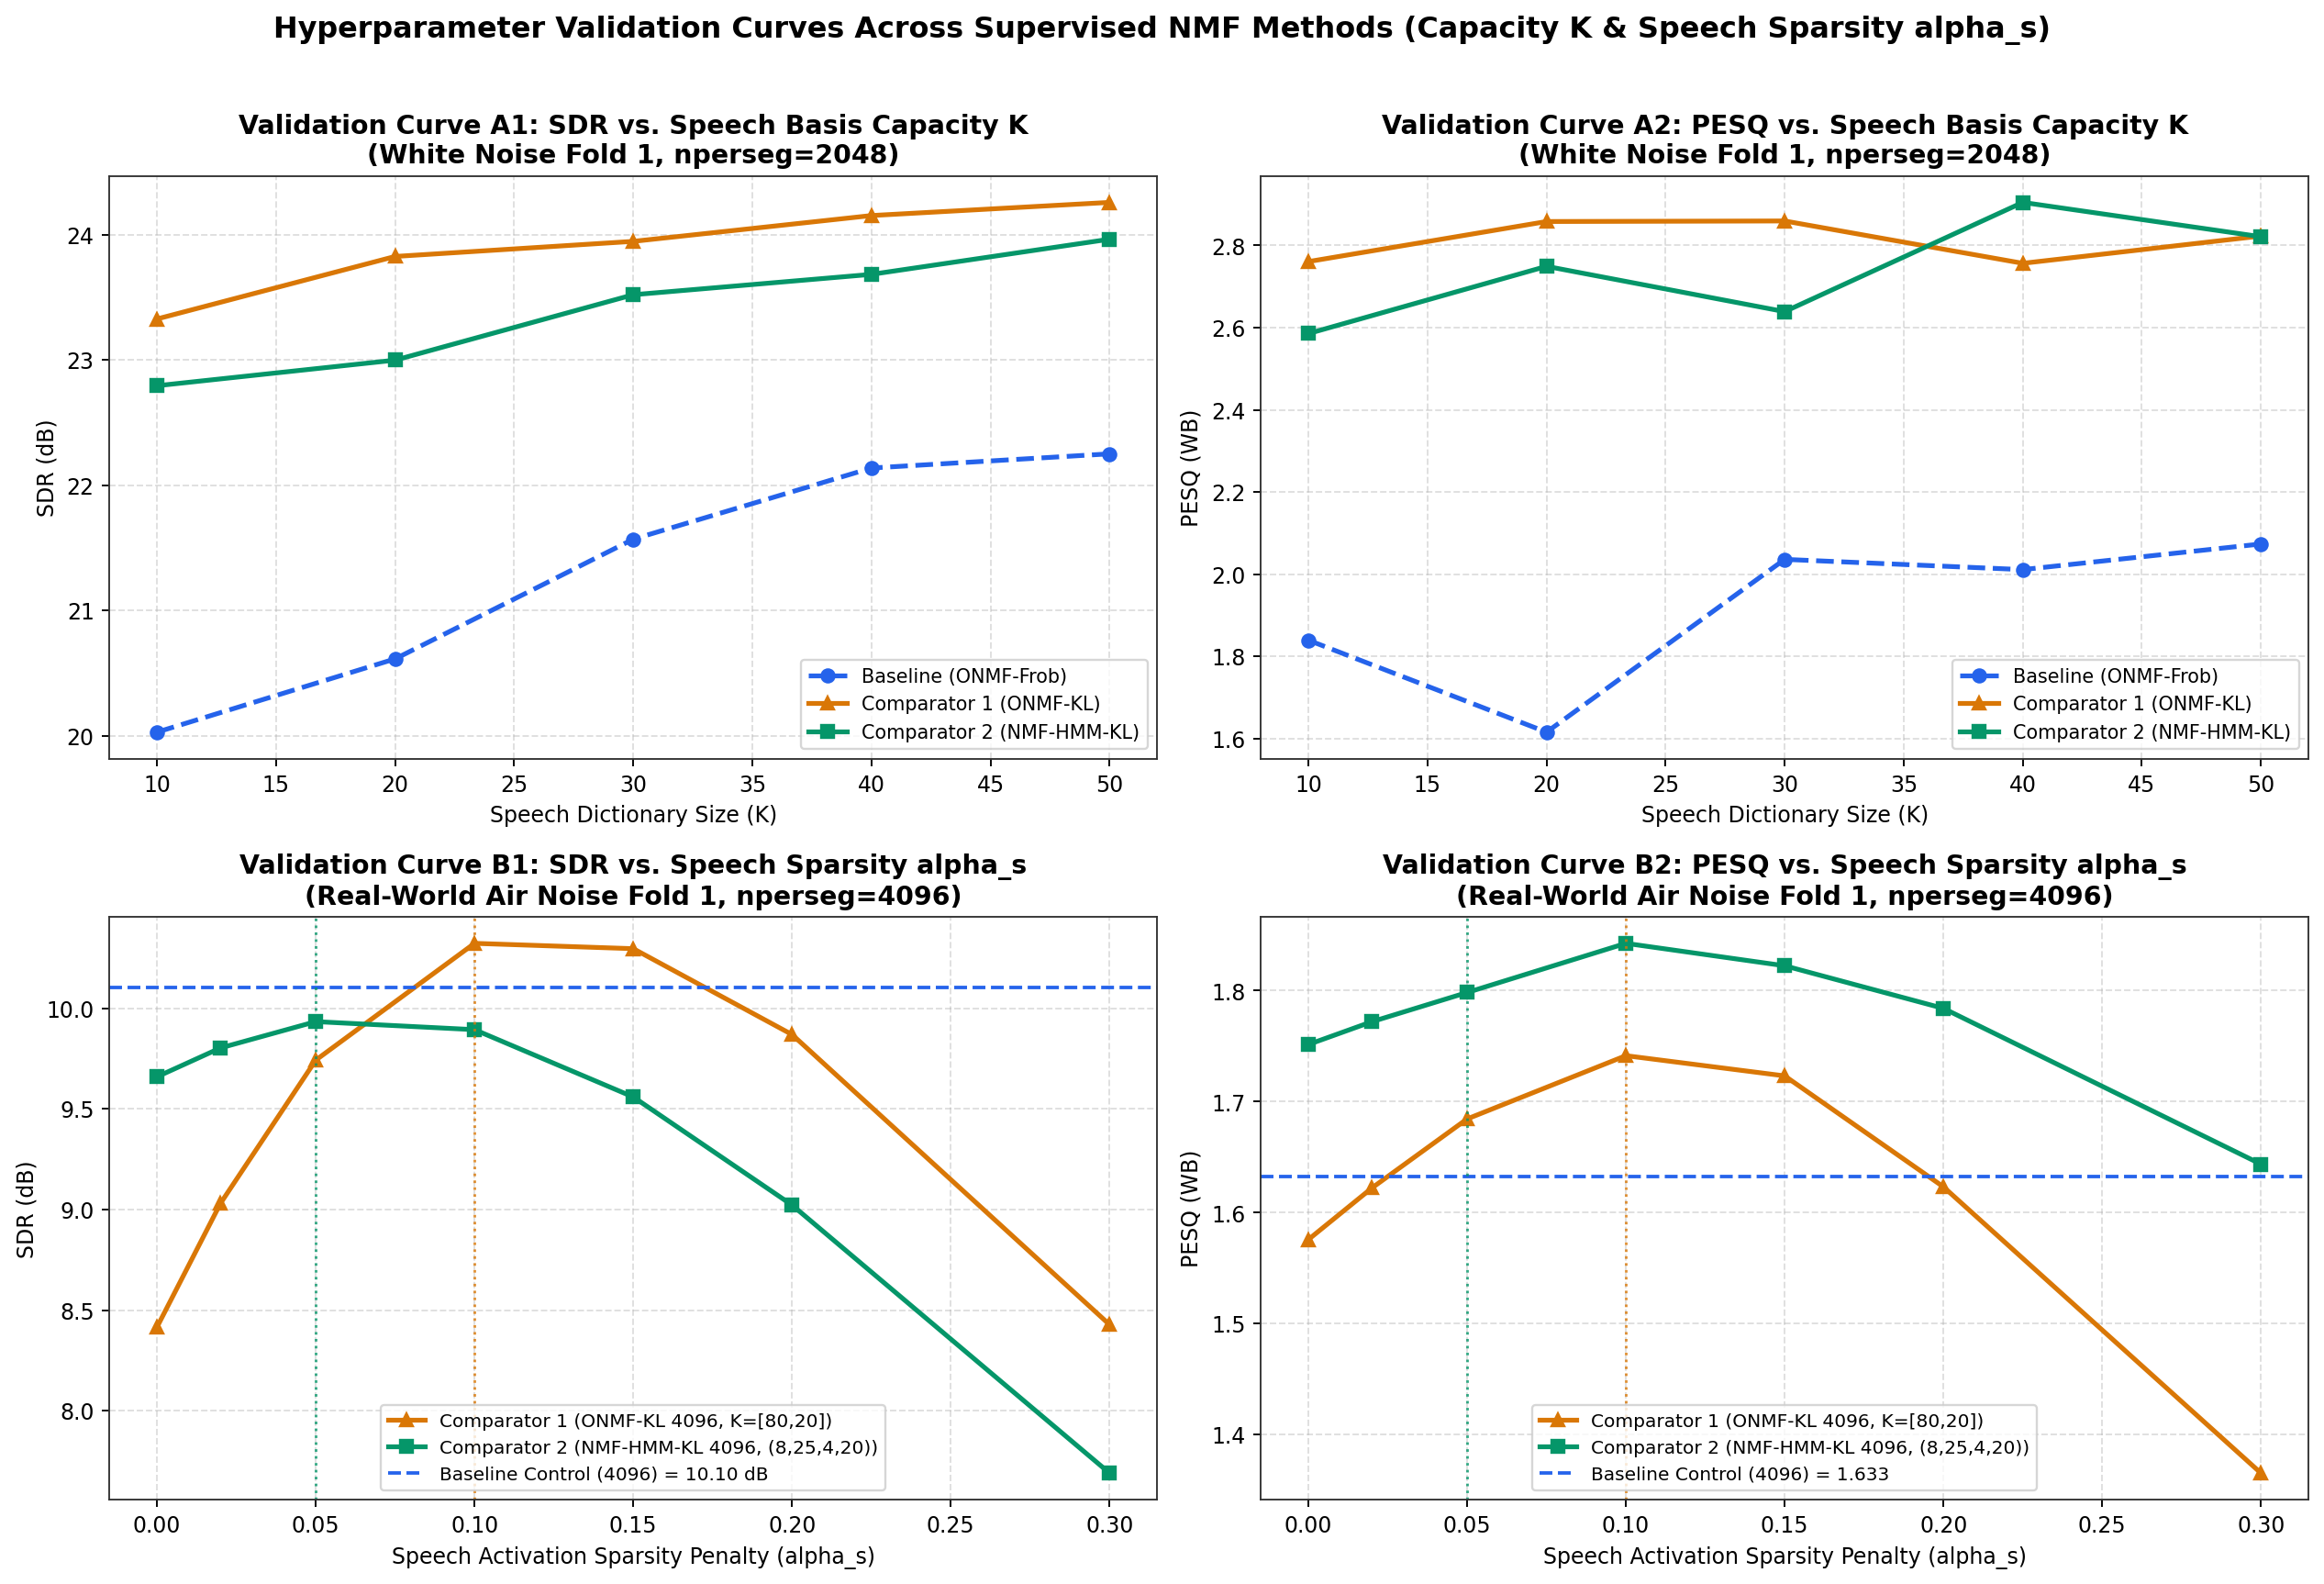 Hyperparameter Validation Curves Across Supervised NMF Methods (Capacity K & Speech Sparsity alpha_s)
Validation Curve A1: SDR vs. Speech Basis Capacity K
(White Noise Fold 1, nperseg=2048)
SDR (dB)
24
23
22
21
20
10
15
20
25
30
35
40
45
50
Speech Dictionary Size (K)
Baseline (ONMF-Frob)
Comparator 1 (ONMF-KL)
Comparator 2 (NMF-HMM-KL)
Validation Curve A2: PESQ vs. Speech Basis Capacity K
(White Noise Fold 1, nperseg=2048)
PESQ (WB)
2.8
2.6
2.4
2.2
2.0
1.8
1.6
10
15
20
25
30
35
40
45
50
Speech Dictionary Size (K)
Baseline (ONMF-Frob)
Comparator 1 (ONMF-KL)
Comparator 2 (NMF-HMM-KL)
Validation Curve B1: SDR vs. Speech Sparsity alpha_s
(Real-World Air Noise Fold 1, nperseg=4096)
SDR (dB)
10.0
9.5
9.0
8.5
8.0
0.00
0.05
0.10
0.15
0.20
0.25
0.30
Speech Activation Sparsity Penalty (alpha_s)
Comparator 1 (ONMF-KL 4096, K=[80,20])
Comparator 2 (NMF-HMM-KL 4096, (8,25,4,20))
Baseline Control (4096) = 10.10 dB
Validation Curve B2: PESQ vs. Speech Sparsity alpha_s
(Real-World Air Noise Fold 1, nperseg=4096)
PESQ (WB)
1.8
1.7
1.6
1.5
1.4
0.00
0.05
0.10
0.15
0.20
0.25
0.30
Speech Activation Sparsity Penalty (alpha_s)
Comparator 1 (ONMF-KL 4096, K=[80,20])
Comparator 2 (NMF-HMM-KL 4096, (8,25,4,20))
Baseline Control (4096) = 1.633